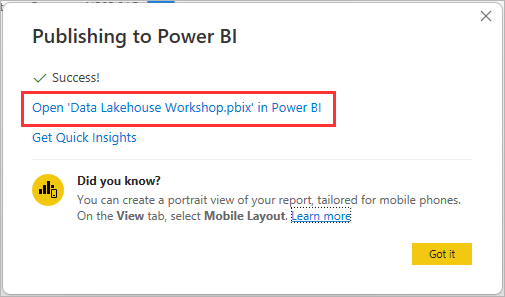 Publishing to Power BI
Success!
Open 'Data Lakehouse Workshop.pbix' in Power BI
Get Quick Insights
Did you know?
You can create a portrait view of your report, tailored for mobile phones.
On the View tab, select Mobile Layout. Learn more
Got it